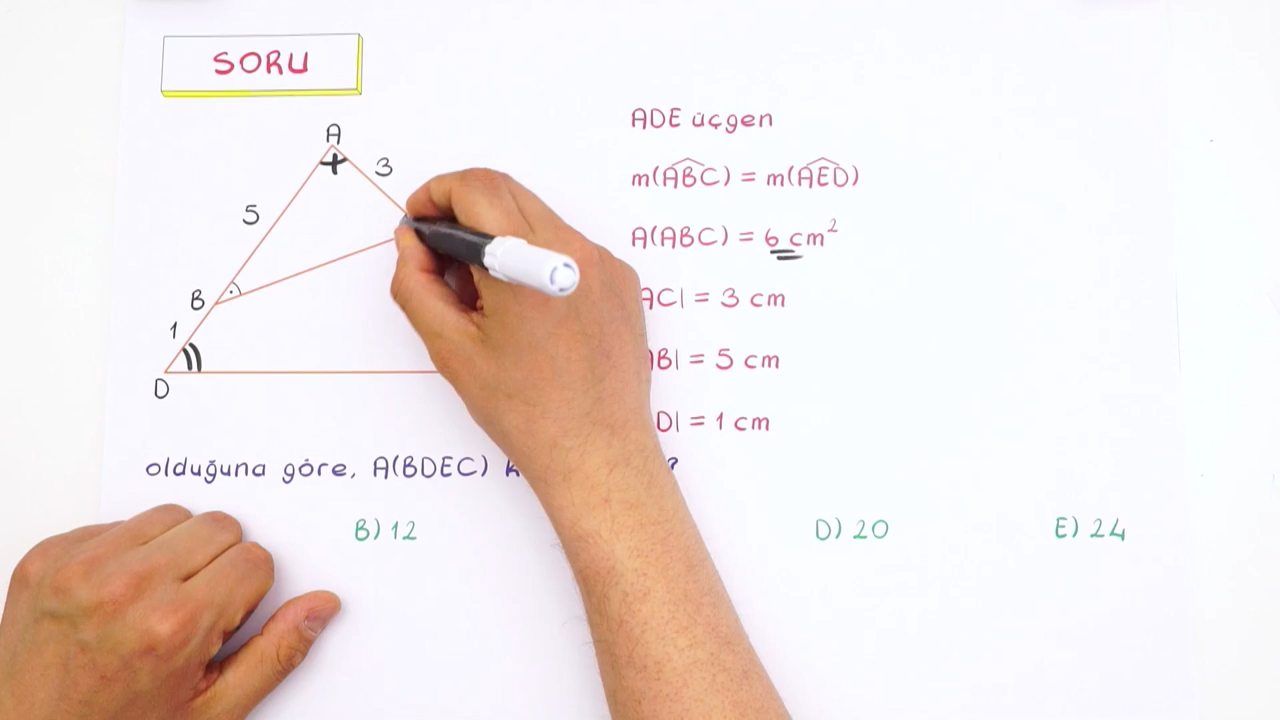 SORU
A
3
5
B
1
D
ADE üçgen
m(ABC) = m(AED)
A(ABC) = 6 cm²
AC| = 3 cm
B| = 5 cm
D| = 1 cm
olduğuna göre, A(BDEC) ?
B) 12
D) 20
E) 24